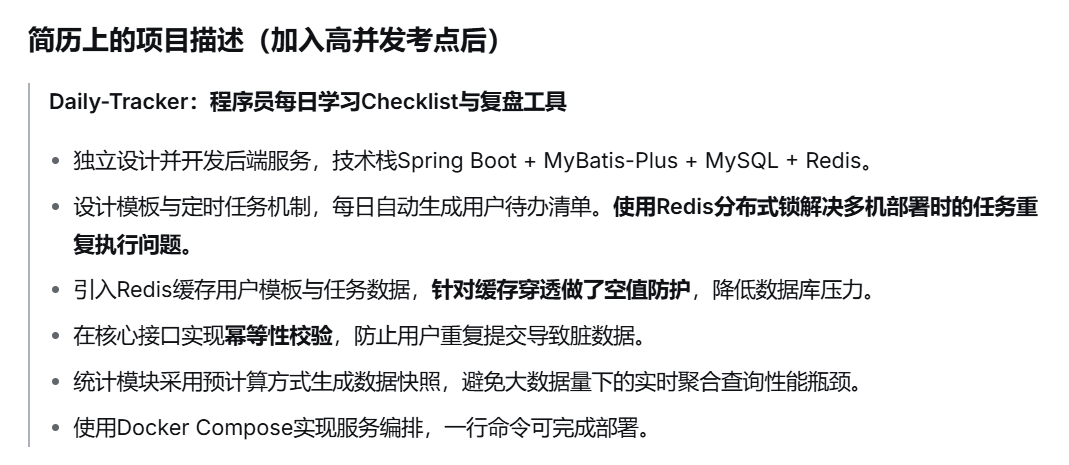 简历上的项目描述（加入高并发考点后）
Daily-Tracker：程序员每日学习Checklist与复盘工具
独立设计并开发后端服务，技术栈Spring Boot + MyBatis-Plus + MySQL + Redis。
设计模板与定时任务机制，每日自动生成用户待办清单。使用Redis分布式锁解决多机部署时的任务重
复执行问题。
引入Redis缓存用户模板与任务数据，针对缓存穿透做了空值防护，降低数据库压力。
在核心接口实现幂等性校验，防止用户重复提交导致脏数据。
统计模块采用预计算方式生成数据快照，避免大数据量下的实时聚合查询性能瓶颈。
使用Docker Compose实现服务编排，一行命令可完成部署。